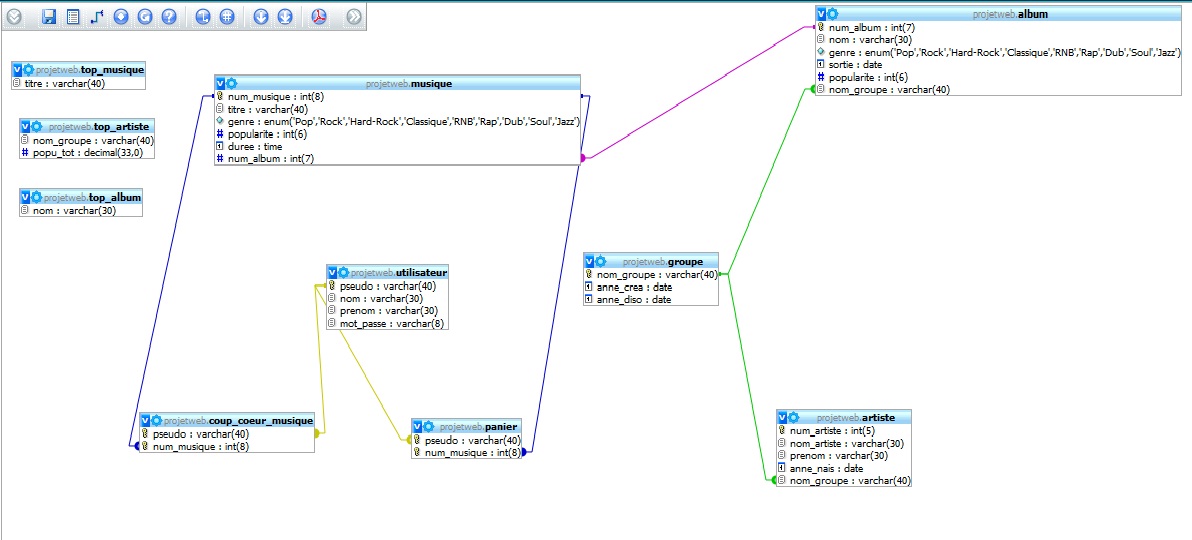 projetweb.album
num_album : int(7)
nom : varchar(30)
genre : enum('Pop','Rock','Hard-Rock','Classique','RNB','Rap','Dub','Soul','Jazz')
sortie : date
popularite : int(6)
nom_groupe : varchar(40)
projetweb.top_musique
titre : varchar(40)
projetweb.musique
num_musique : int(8)
titre : varchar(40)
genre : enum('Pop','Rock','Hard-Rock','Classique','RNB','Rap','Dub','Soul','Jazz')
popularite : int(6)
duree : time
num_album : int(7)
projetweb.top_artiste
nom_groupe : varchar(40)
popu_tot : decimal(33,0)
projetweb.top_album
nom : varchar(30)
projetweb.groupe
nom_groupe : varchar(40)
anne_crea : date
anne_diso : date
projetweb.utilisateur
pseudo : varchar(40)
nom : varchar(30)
prenom : varchar(30)
mot_passe : varchar(8)
projetweb.coup_coeur_musique
pseudo : varchar(40)
num_musique : int(8)
projetweb.panier
pseudo : varchar(40)
num_musique : int(8)
projetweb.artiste
num_artiste : int(5)
nom_artiste : varchar(30)
prenom : varchar(30)
anne_nais : date
nom_groupe : varchar(40)